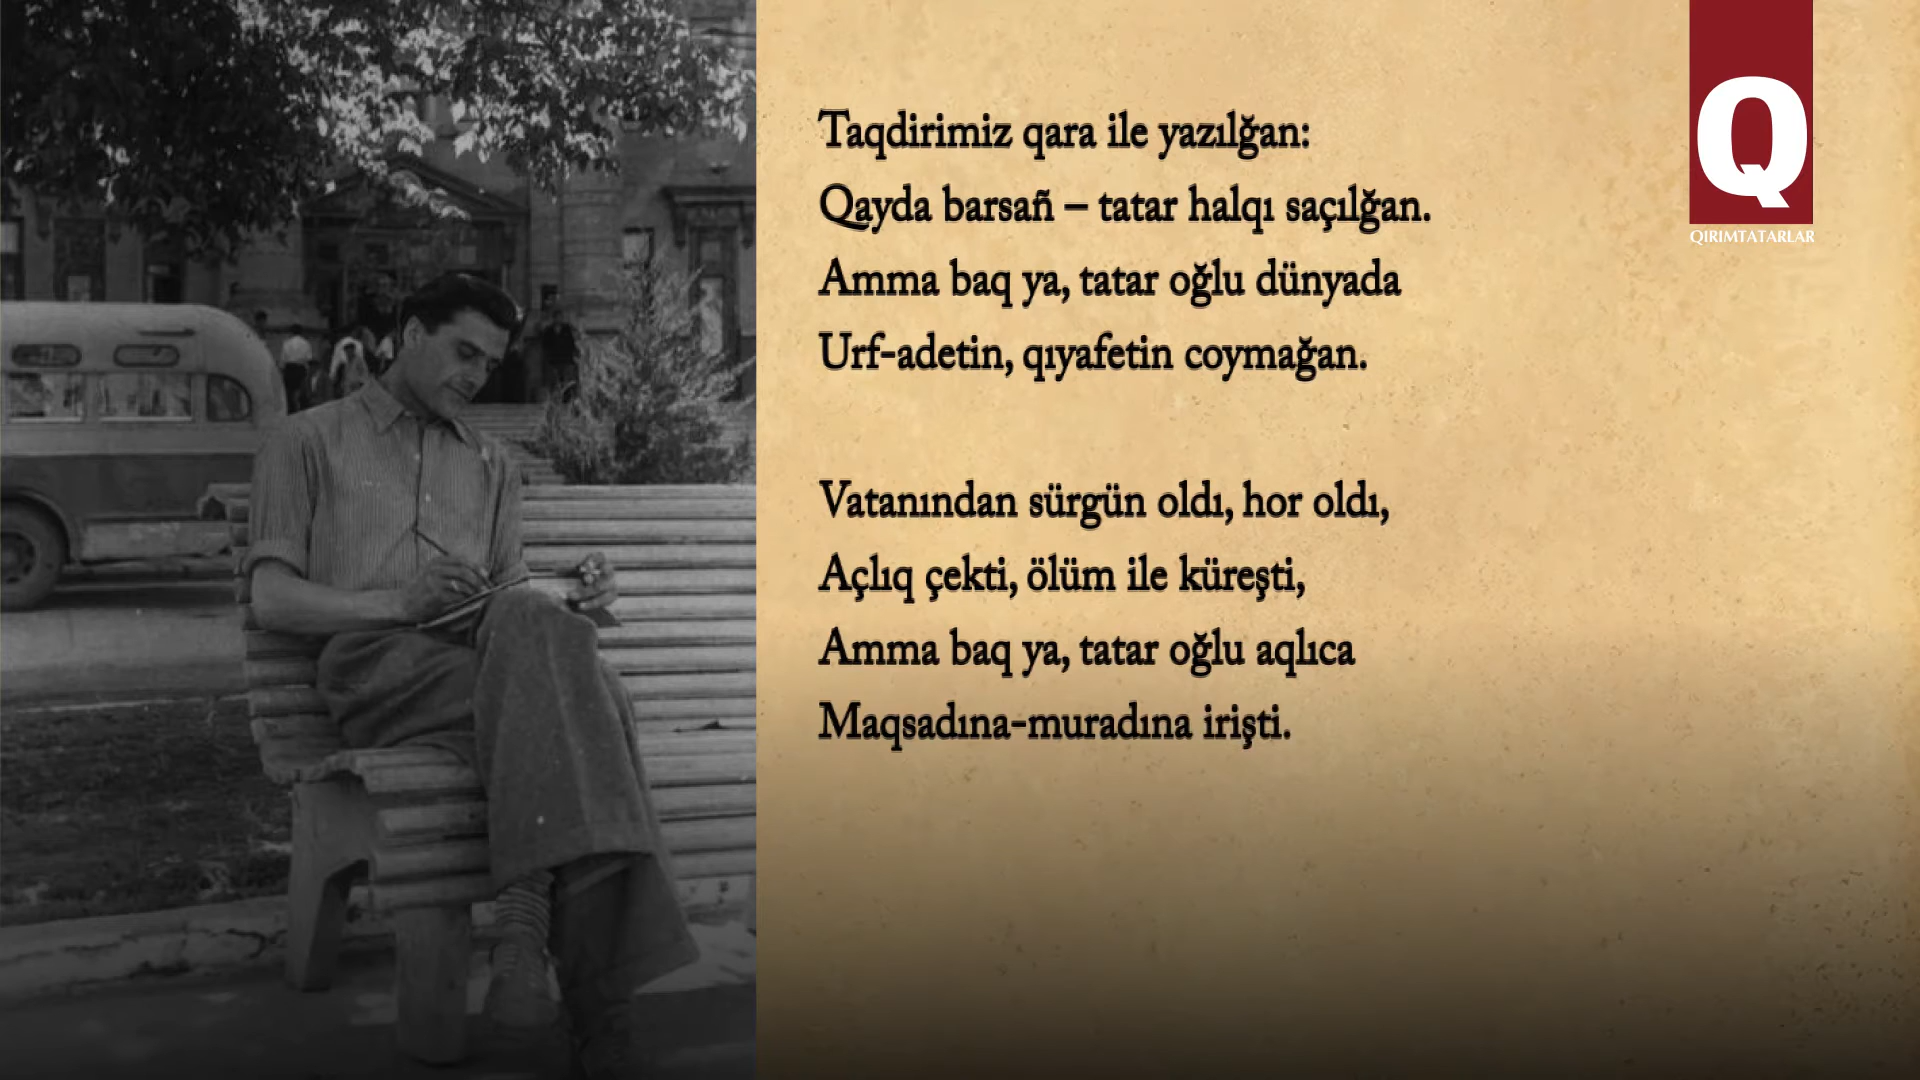 Taqdirimiz qara ile yazılğan:
Qayda barsañ – tatar halqı saçılğan.
Amma baq ya, tatar oğlu dünyada
Urf-adetin, qıyafetin coymağan.
Vatanından sürgün oldı, hor oldı,
Açlıq çekti, ölüm ile küreşti,
Amma baq ya, tatar oğlu aqlıca
Maqsadına-muradına irişti.
Q
QIRIMTATARLAR